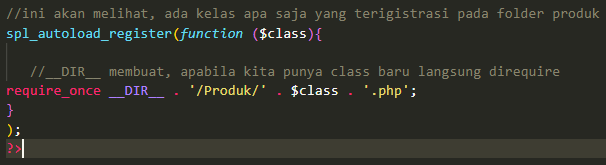 //ini akan melihat, ada kelas apa saja yang terigistrasi pada folder produk
spl_autoload_register(function ($class){
//__DIR__ membuat, apabila kita punya class baru langsung direquire
require_once __DIR__ . '/Produk/' . $class . '.php';
}
);
?>